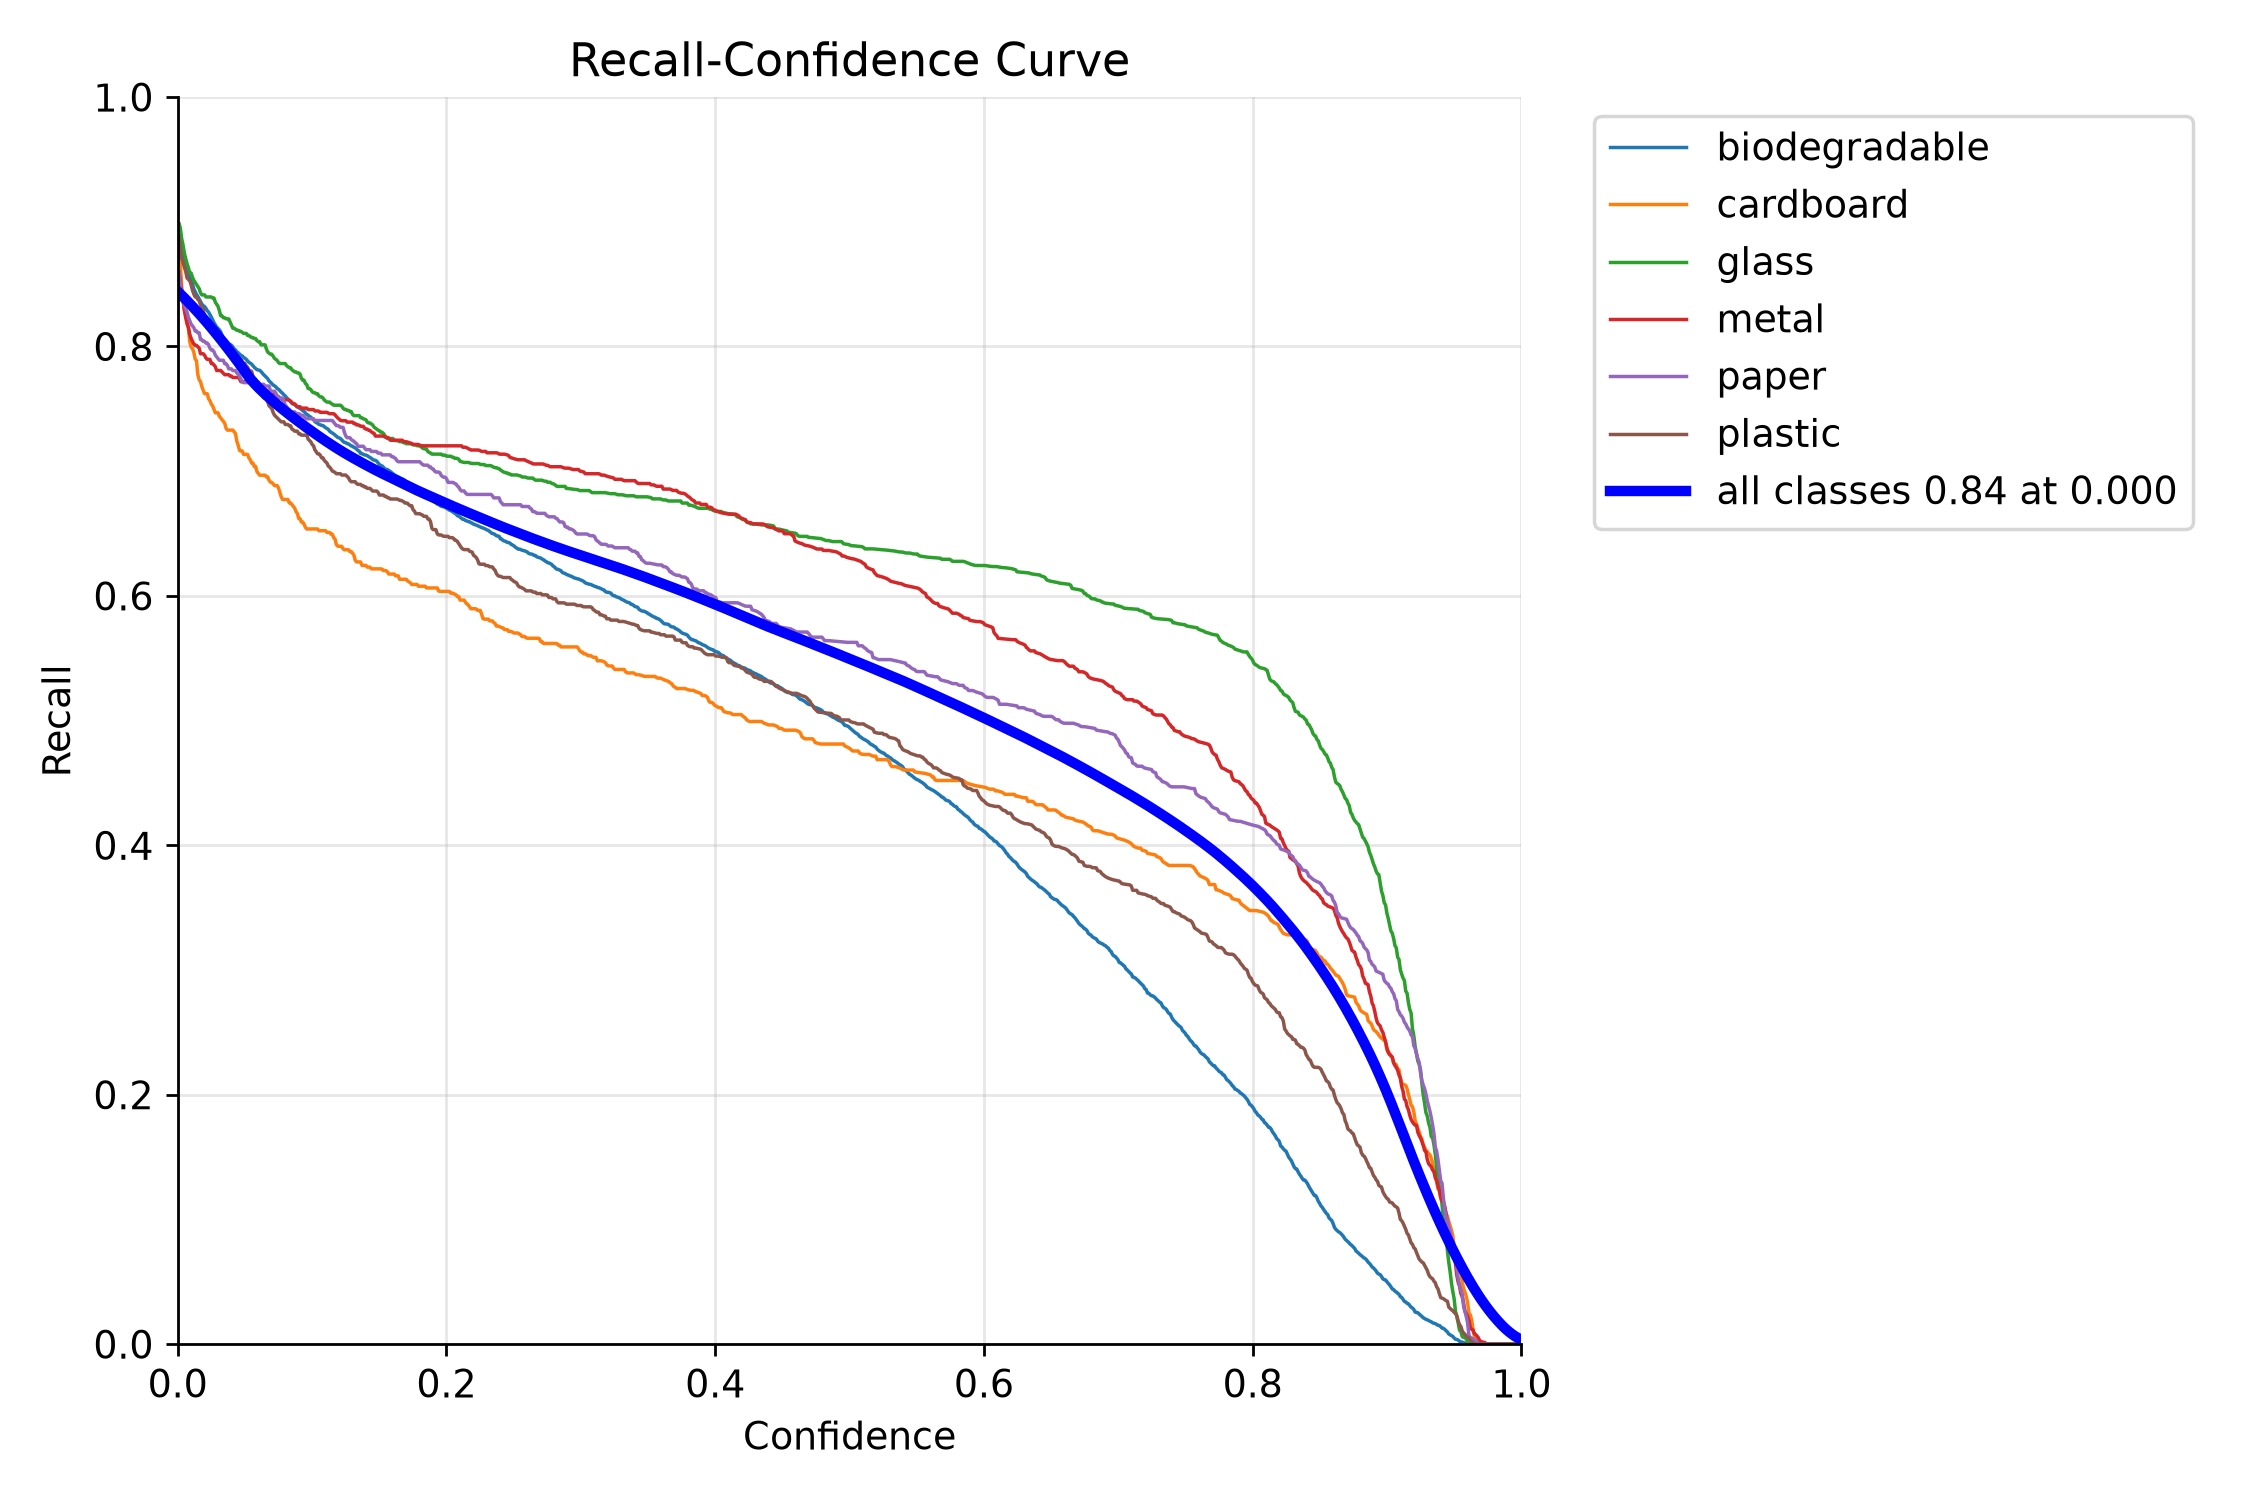 Recall-Confidence Curve
1.0
0.8
0.6
0.4
0.2
0.0
Recall
0.0 0.2 0.4 0.6 0.8 1.0
Confidence
biodegradable
cardboard
glass
metal
paper
plastic
all classes 0.84 at 0.000